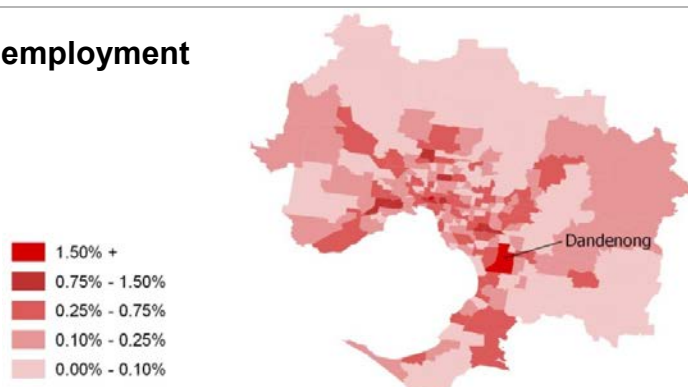 employment
Dandenong
1.50% +
0.75% - 1.50%
0.25% - 0.75%
0.10% - 0.25%
0.00% - 0.10%